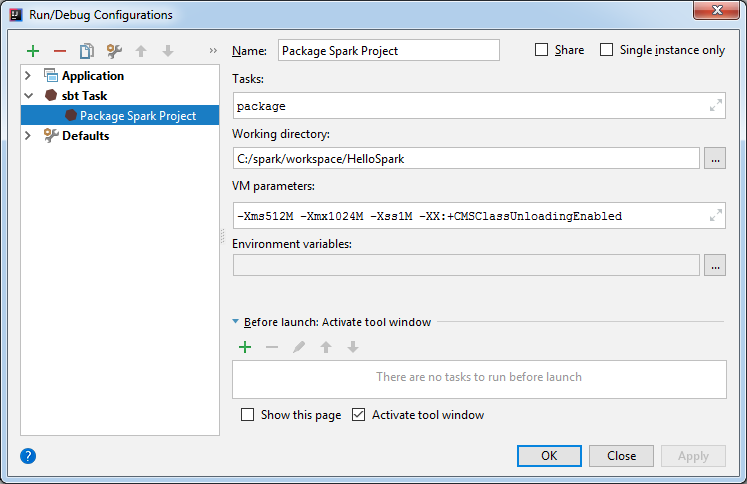 Run/Debug Configurations
Name: Package Spark Project Share Single instance only
Application
sbt Task
Package Spark Project
Defaults
Tasks:
package
Working directory:
C:/spark/workspace/HelloSpark ...
VM parameters:
-Xms512M -Xmx1024M -Xss1M -XX:+CMSClassUnloadingEnabled
Environment variables:
...
Before launch: Activate tool window
There are no tasks to run before launch
Show this page Activate tool window
? OK Close Apply